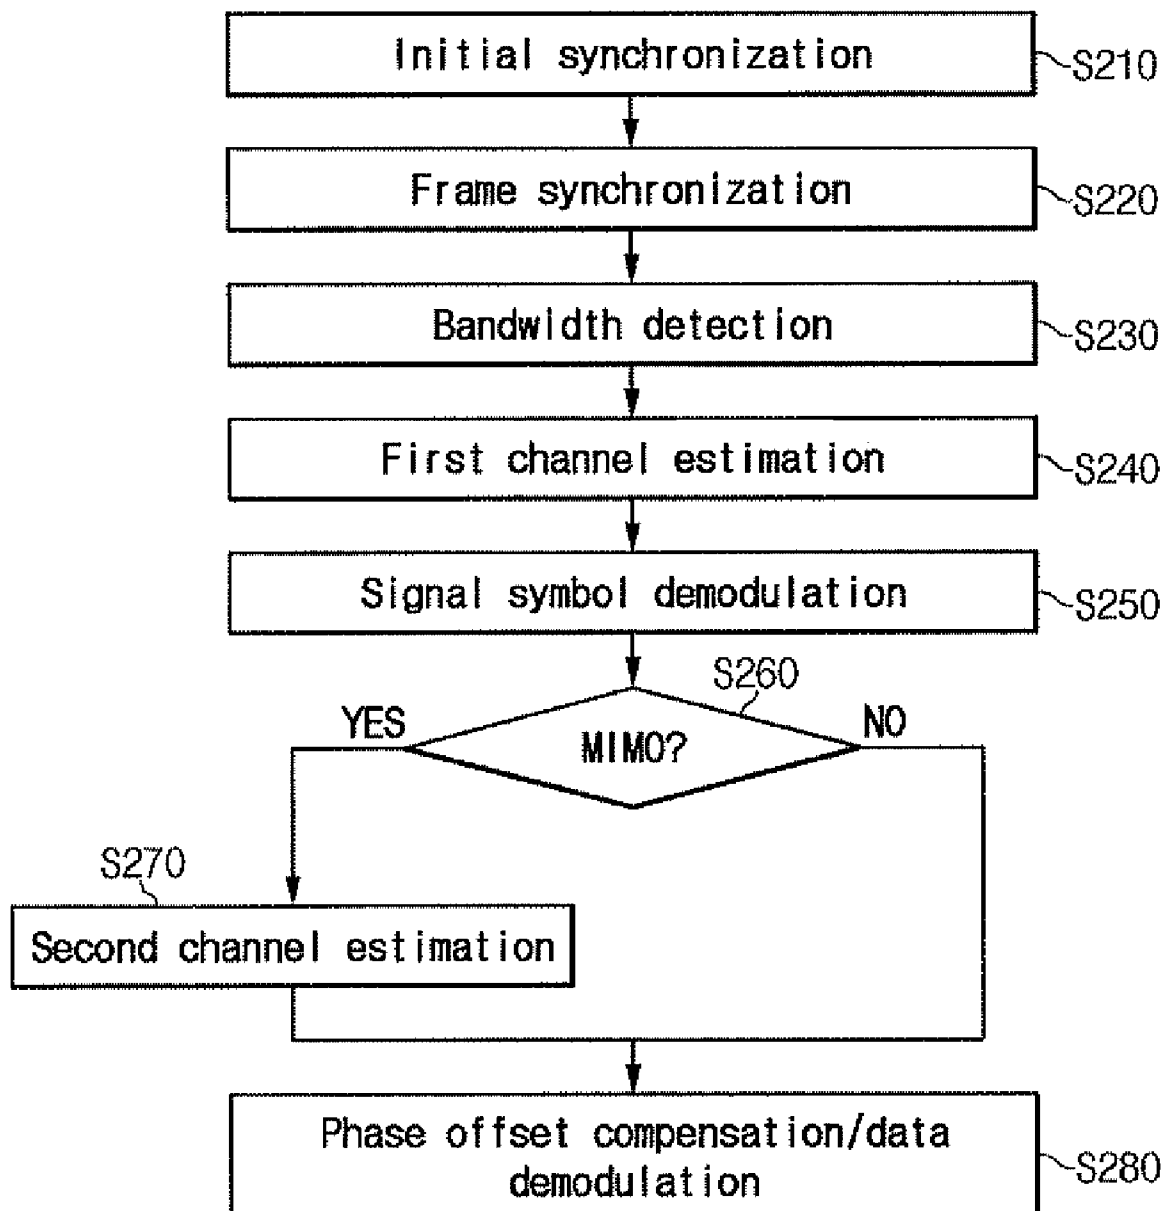 Initial synchronization
S210
Frame synchronization
S220
Bandwidth detection
S230
First channel estimation
S240
Signal symbol demodulation
S250
S260
YES
MIMO?
NO
S270
Second channel estimation
Phase offset compensation/data
demodulation
S280